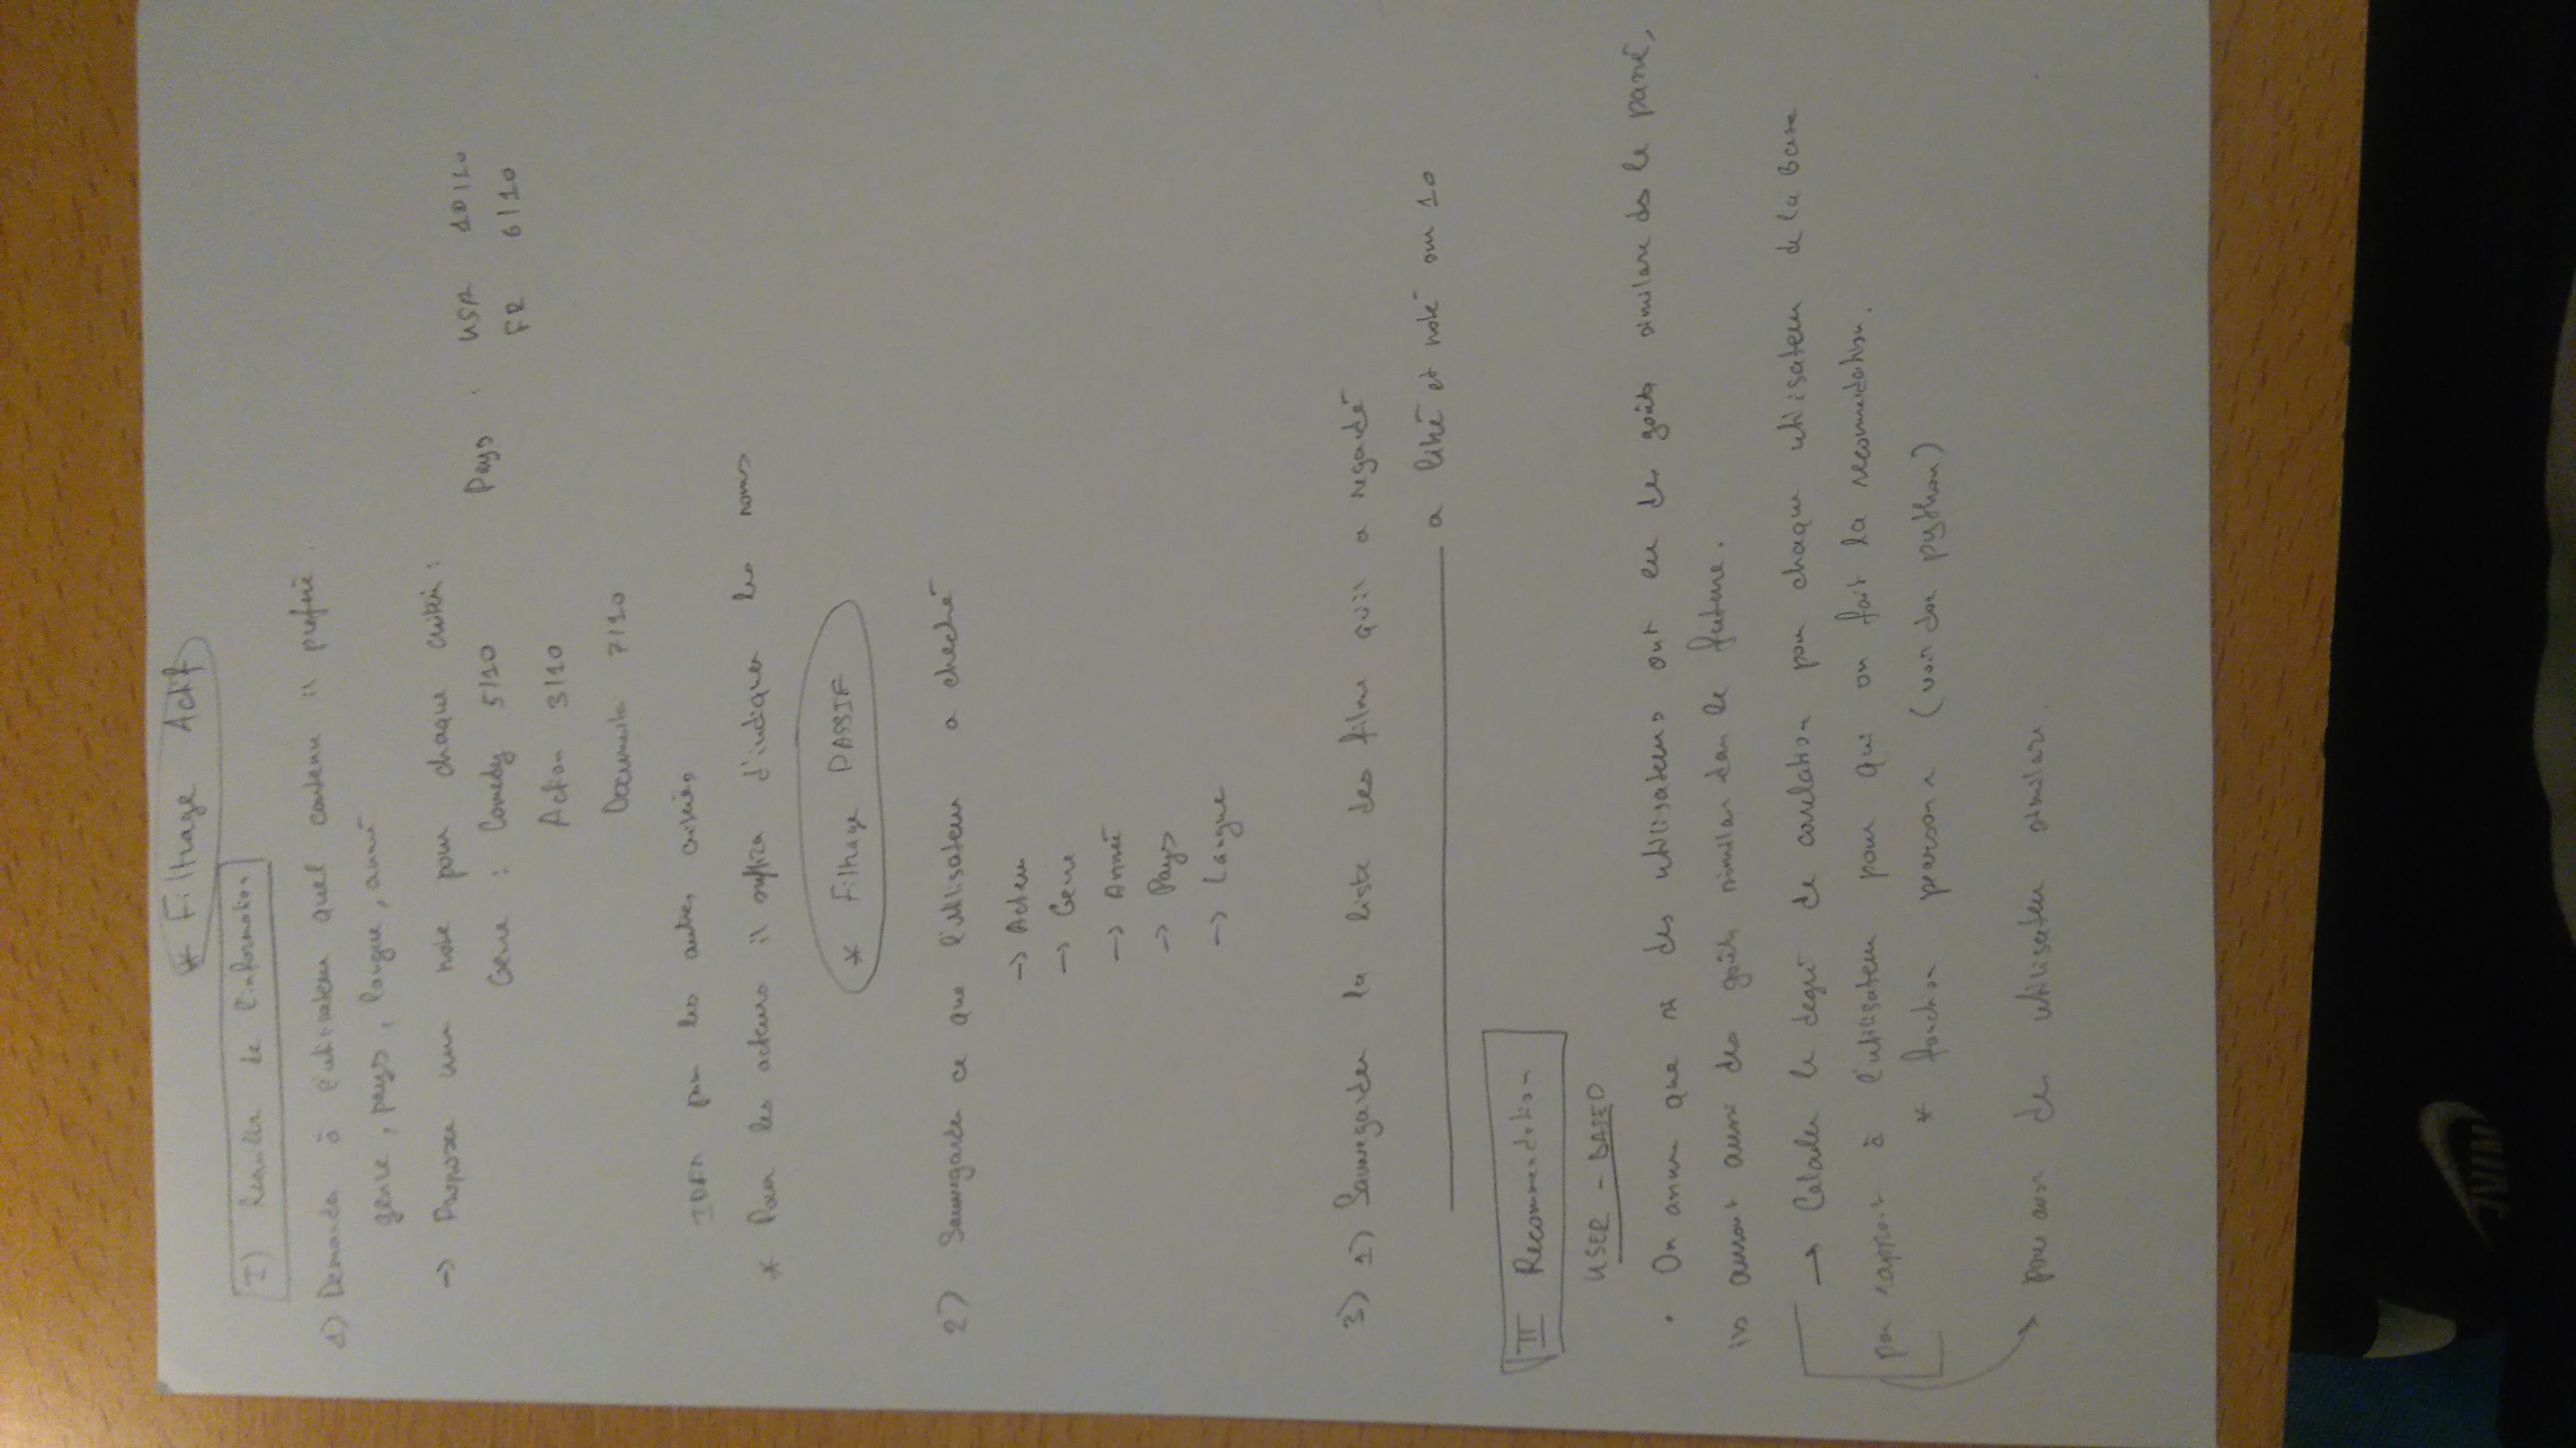 * Filtrage Actif
I) Recuillir de l'information
1) Demander à l'utilisateur quel contenu il préfère.
genre, pays, langue, année
-> Proposer une note pour chaque critère :
Genre : Comedy 5/10 Pays : USA 10/10
FR 6/10
Action 3/10
Documenta 7/10
IDEM pour les autres critères
* Pour les acteurs il suffira d'indiquer les noms
* Filtrage PASSIF
2) Sauvegarder ce que l'utilisateur a cherché
-> Acteur
-> Genre
-> Année
-> Pays
-> Langue
3) 1) Sauvegarder la liste des films qu'il a regardé
a liké et noté sur 10
II Recommendation
USER - BASED
• On assume que si des utilisateurs ont eu des goûts similare ds le passé,
ils auront aussi des goûts similar dans le future.
-> Calculer le degré de corrélation pour chaque utilisateur de la Base
par rapport à l'utilisateur pour qui on fait la recommendation.
* fonction pearson (voir doc python)
pour avoir des utilisateur similare.
NIKE